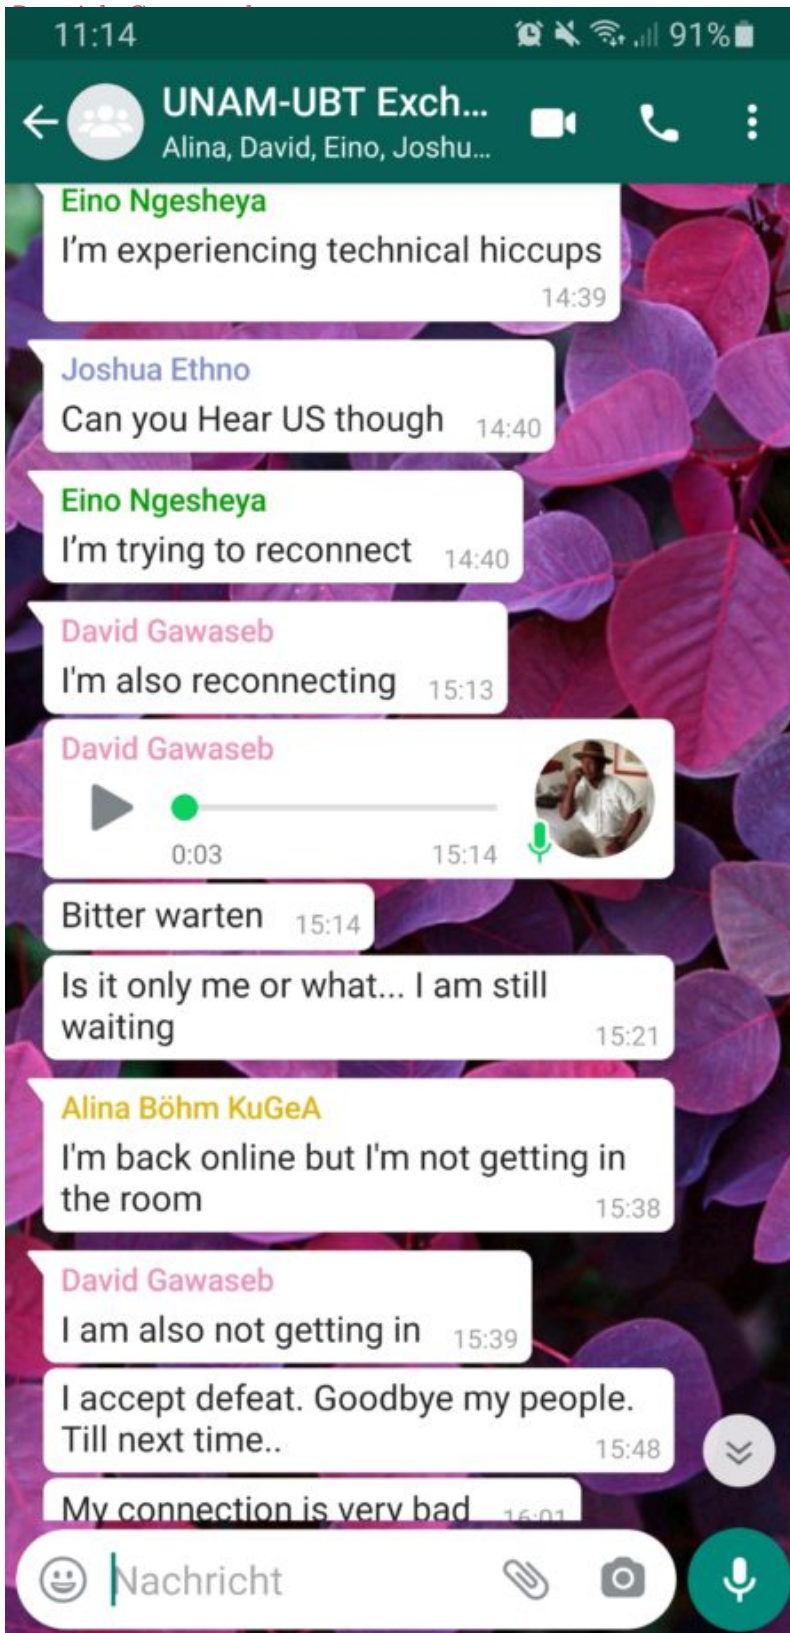 11:14 91%
UNAM-UBT Exch...
Alina, David, Eino, Joshu...
Eino Ngesheya
I'm experiencing technical hiccups
14:39
Joshua Ethno
Can you Hear US though 14:40
Eino Ngesheya
I'm trying to reconnect 14:40
David Gawaseb
I'm also reconnecting 15:13
David Gawaseb
0:03 15:14
Bitter warten 15:14
Is it only me or what... I am still
waiting 15:21
Alina Böhm KuGeA
I'm back online but I'm not getting in
the room 15:38
David Gawaseb
I am also not getting in 15:39
I accept defeat. Goodbye my people.
Till next time.. 15:48
My connection is very bad 16:01
Nachricht